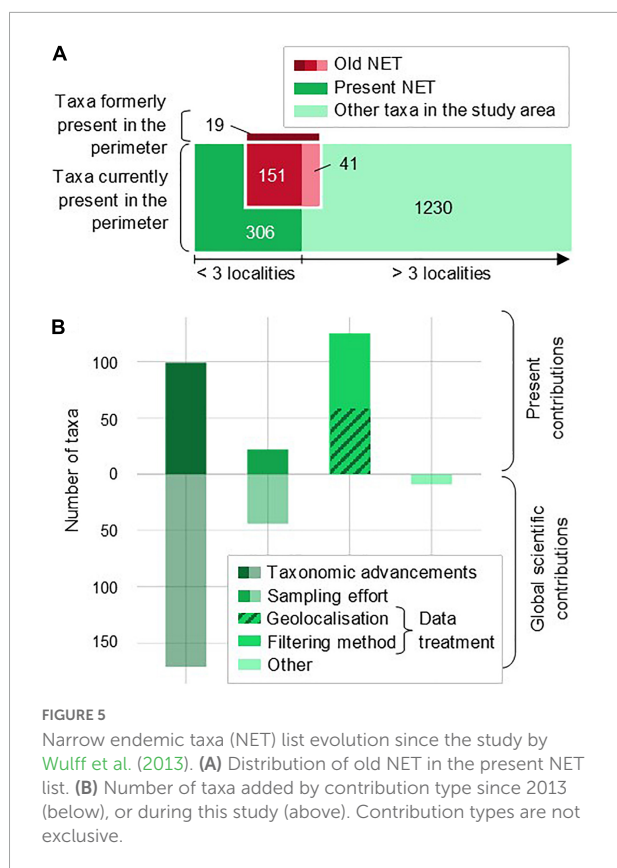 A
Old NET
Present NET
Other taxa in the study area
Taxa formerly
present in the
perimeter
19
Taxa currently
present in the
perimeter
151
41
1230
306
< 3 localities
> 3 localities
B
Number of taxa
100
50
0
50
100
150
Present
contributions
Global scientific
contributions
Taxonomic advancements
Sampling effort
Geolocalisation
Filtering method
Data
treatment
Other
FIGURE 5
Narrow endemic taxa (NET) list evolution since the study by
Wulff et al. (2013). (A) Distribution of old NET in the present NET
list. (B) Number of taxa added by contribution type since 2013
(below), or during this study (above). Contribution types are not
exclusive.